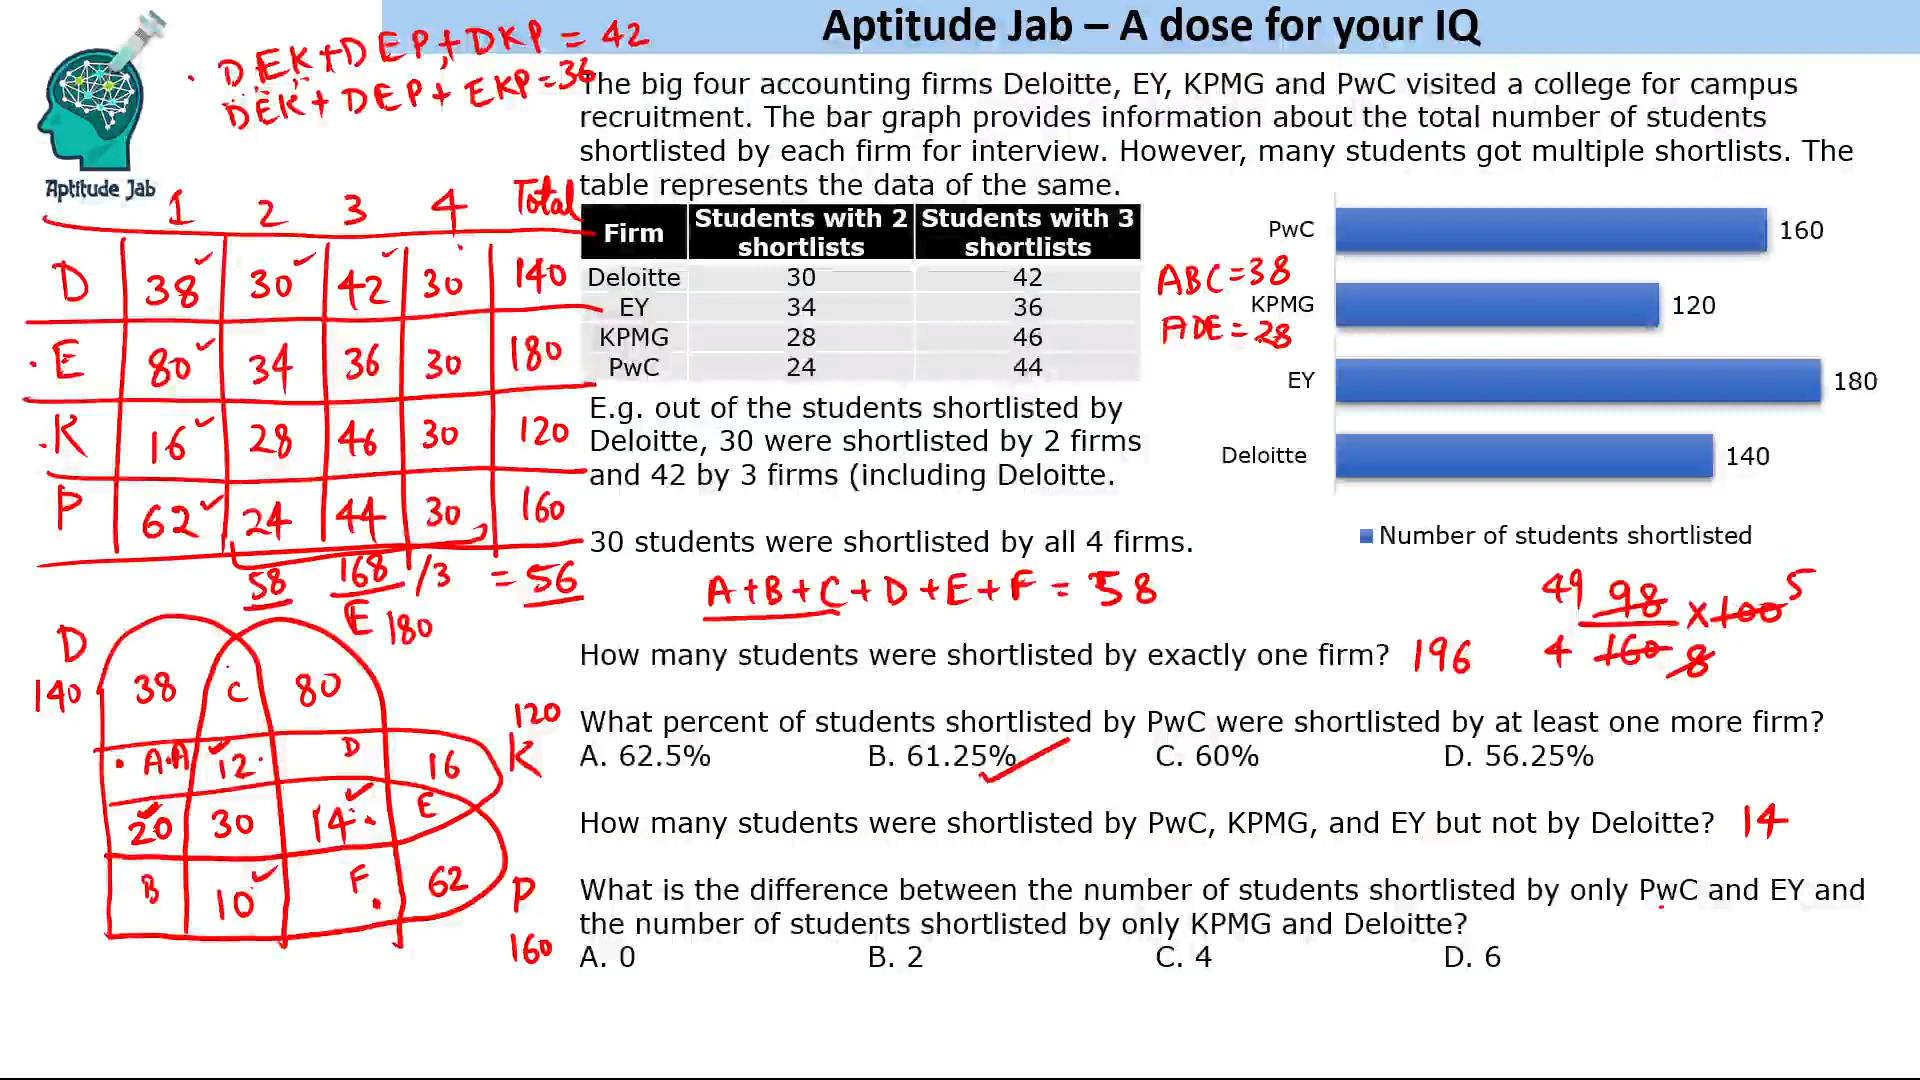 Aptitude Jab – A dose for your IQ
DEK + DEP + DKP = 42
DEK + DEP + EKP = 36
Aptitude Jab
The big four accounting firms Deloitte, EY, KPMG and PwC visited a college for campus
recruitment. The bar graph provides information about the total number of students
shortlisted by each firm for interview. However, many students got multiple shortlists. The
table represents the data of the same.
1 2 3 4 Total
D 38 30 42 30 140
E 80 34 36 30 180
K 16 28 46 30 120
P 62 24 44 30 160
58 168/3 = 56
Firm Students with 2 shortlists Students with 3 shortlists
Deloitte 30 42
EY 34 36
KPMG 28 46
PwC 24 44
ABC = 38
ADE = 28
PwC 160
KPMG 120
EY 180
Deloitte 140
Number of students shortlisted
E.g. out of the students shortlisted by
Deloitte, 30 were shortlisted by 2 firms
and 42 by 3 firms (including Deloitte.
30 students were shortlisted by all 4 firms.
A + B + C + D + E + F = 58
D 140
E 180
38 C 80
A A 12 D 16
120 K
20 30 14 E
B 10 F 62
P 160
How many students were shortlisted by exactly one firm? 196
49 98 × 100 5
4 160 8
What percent of students shortlisted by PwC were shortlisted by at least one more firm?
A. 62.5% B. 61.25% C. 60% D. 56.25%
How many students were shortlisted by PwC, KPMG, and EY but not by Deloitte? 14
What is the difference between the number of students shortlisted by only PwC and EY and
the number of students shortlisted by only KPMG and Deloitte?
A. 0 B. 2 C. 4 D. 6